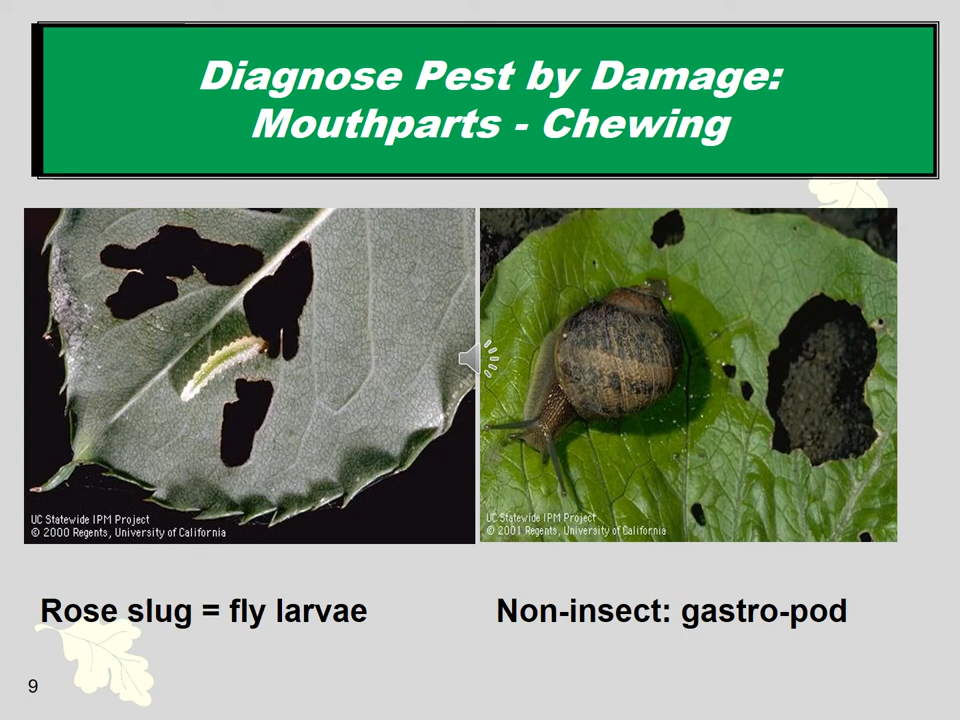 Diagnose Pest by Damage:
Mouthparts - Chewing
UC Statewide IPM Project
© 2000 Regents, University of California
UC Statewide IPM Project
© 2001 Regents, University of California
Rose slug = fly larvae
Non-insect: gastro-pod
9